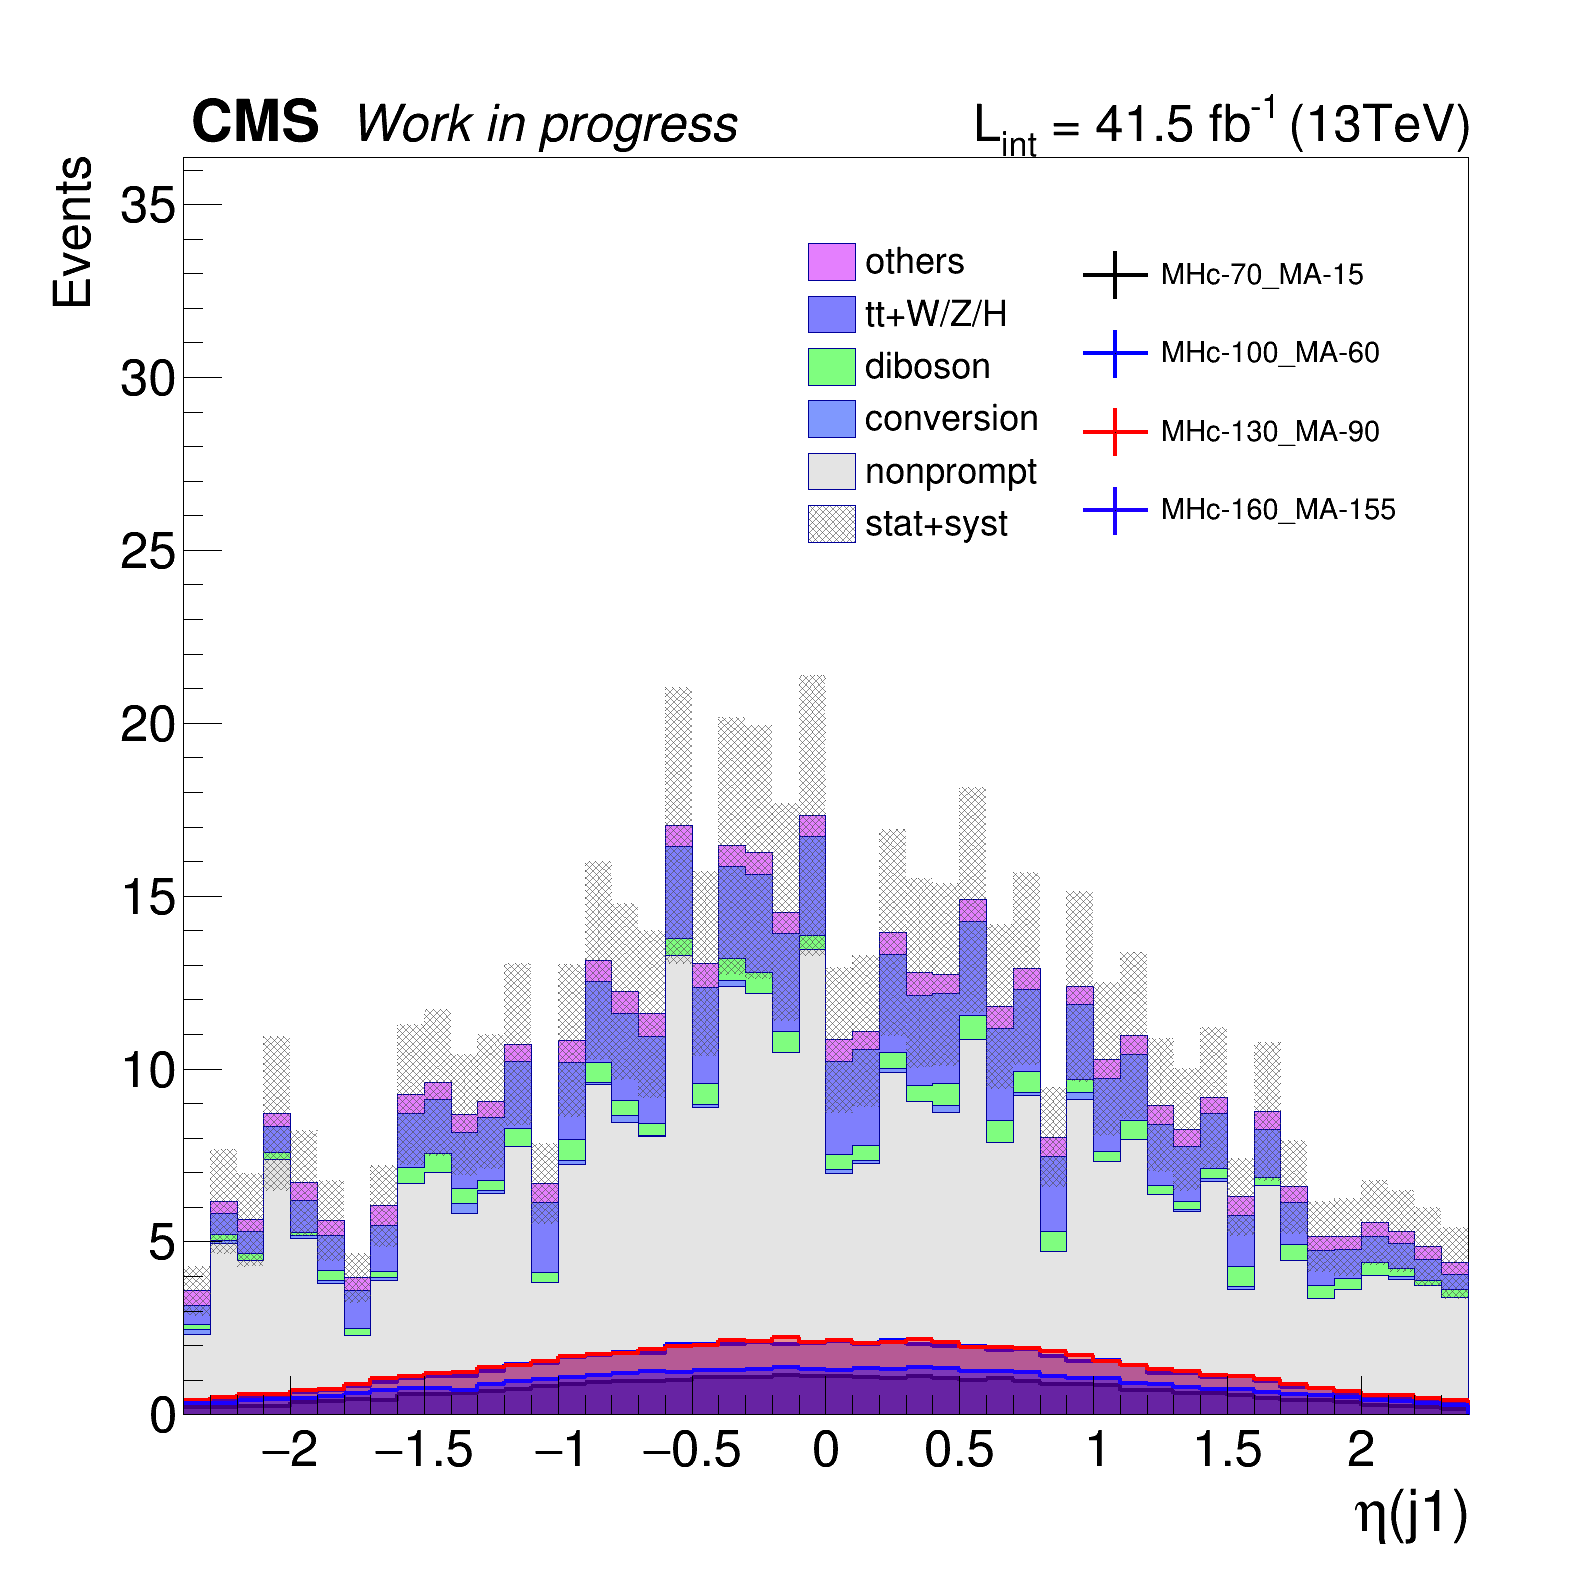 CMS Work in progress L_int = 41.5 fb^-1 (13TeV)
Events
35
30
25
20
15
10
5
0
others
tt+W/Z/H
diboson
conversion
nonprompt
stat+syst
MHc-70_MA-15
MHc-100_MA-60
MHc-130_MA-90
MHc-160_MA-155
−2 −1.5 −1 −0.5 0 0.5 1 1.5 2
η(j1)